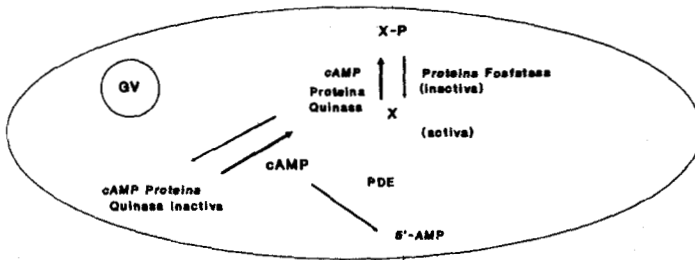 X-P
GV
cAMP
Proteina
Quinasa
Proteina Fosfatasa
(inactiva)
X
(activa)
cAMP
PDE
cAMP Proteina
Quinasa Inactiva
5'-AMP